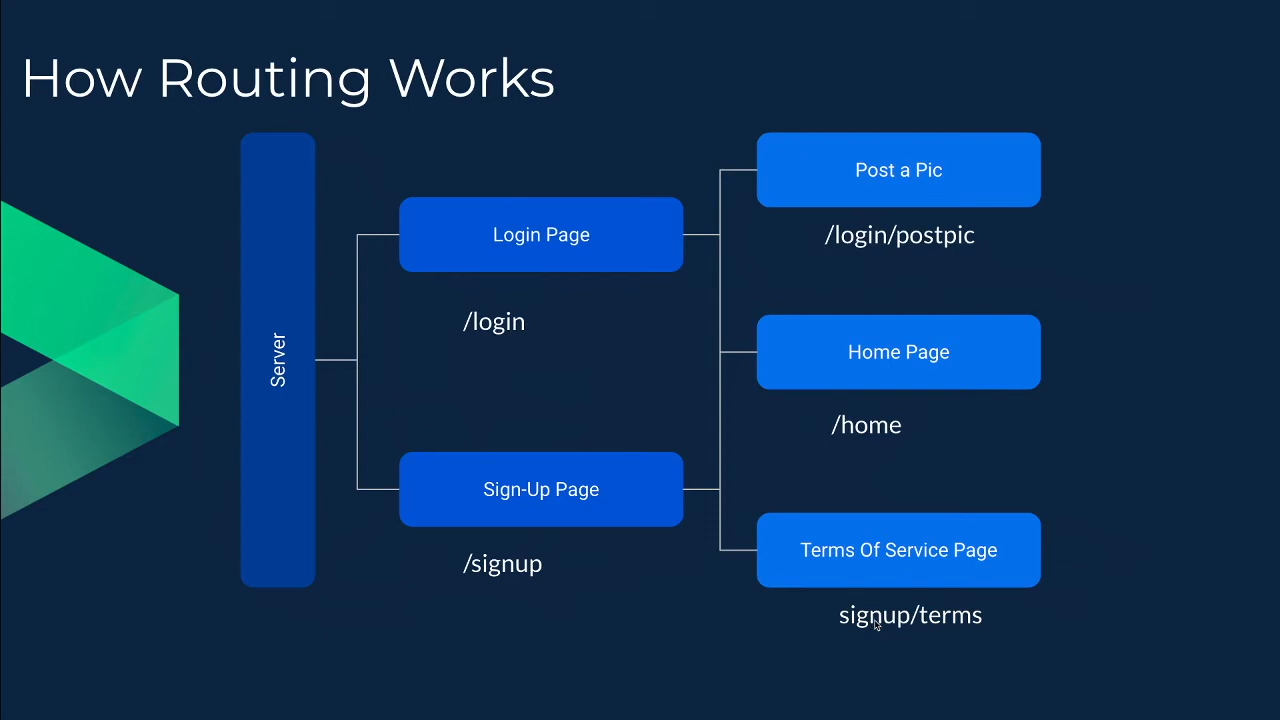 How Routing Works
Server
Login Page
/login
Sign-Up Page
/signup
Post a Pic
/login/postpic
Home Page
/home
Terms Of Service Page
signup/terms